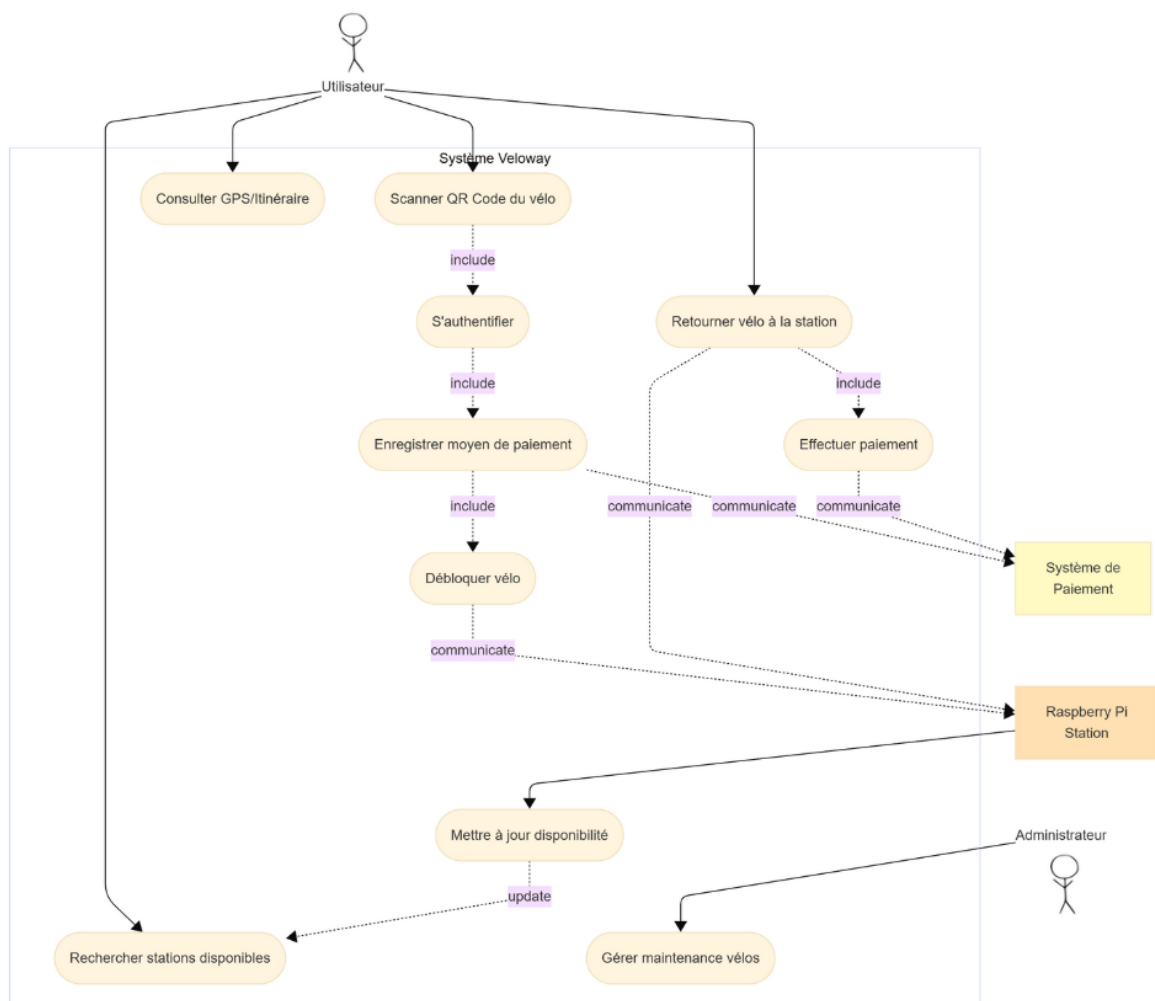 Utilisateur
Système Veloway
Consulter GPS/Itinéraire
Scanner QR Code du vélo
include
S'authentifier
Retourner vélo à la station
include
include
Enregistrer moyen de paiement
Effectuer paiement
include
communicate
communicate
communicate
Système de
Paiement
Débloquer vélo
communicate
Raspberry Pi
Station
Mettre à jour disponibilité
Administrateur
update
Rechercher stations disponibles
Gérer maintenance vélos